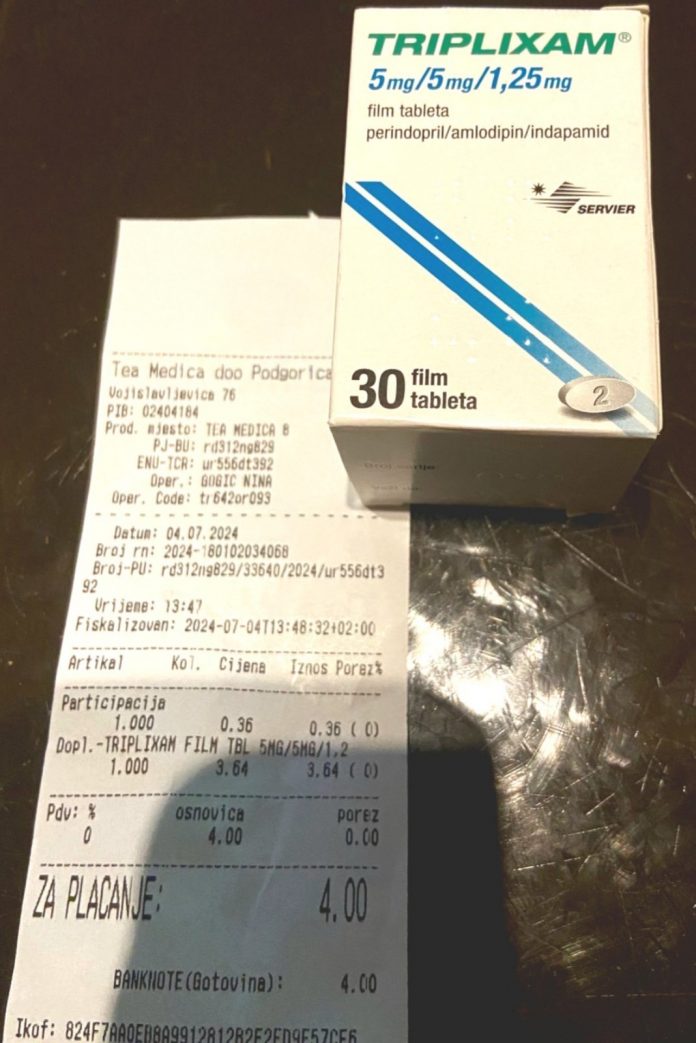 TRIPLIXAM®
5mg/5mg/1,25mg
film tableta
perindopril/amlodipin/indapamid
SERVIER
30 film tableta
2
Broj serije
Tea Medica doo Podgorica
Vojislavljevica 76
PIB: 02404184
Prod. mjesto: TEA MEDICA 8
PJ-BU: rd312ng829
ENU-TCR: ur556dt392
Oper.: GOGIC NINA
Oper. Code: tr642or093
Datum: 04.07.2024
Broj rn: 2024-180102034068
Broj-PU: rd312ng829/33640/2024/ur556dt3
92
Vrijeme: 13:47
Fiskalizovan: 2024-07-04T13:48:32+02:00
Artikal Kol. Cijena Iznos Porez%
Participacija
1.000 0.36 0.36 ( 0)
Dopl.-TRIPLIXAM FILM TBL 5MG/5MG/1,2
1.000 3.64 3.64 ( 0)
Pdv: % osnovica porez
0 4.00 0.00
ZA PLACANJE: 4.00
BANKNOTE(Gotovina): 4.00
Ikof: